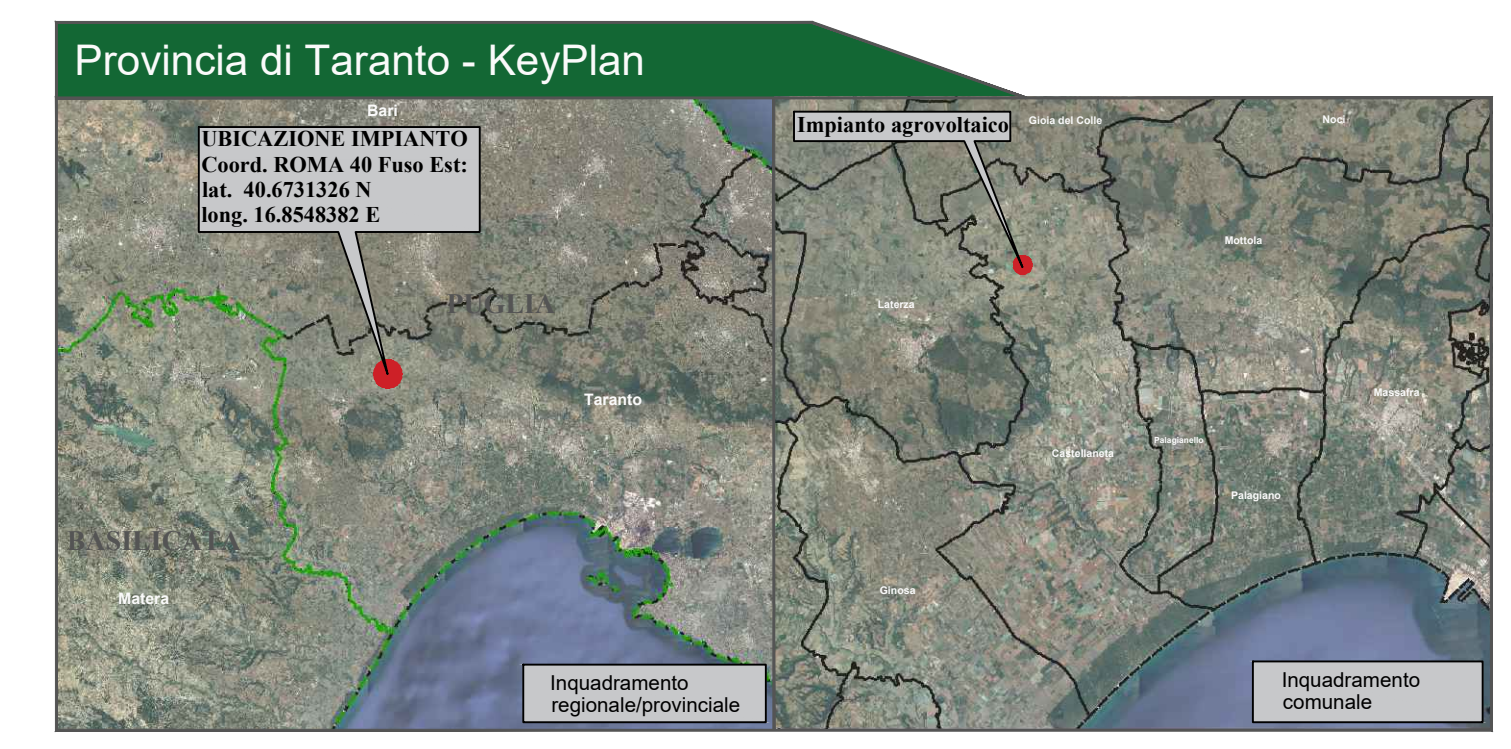 Provincia di Taranto - KeyPlan
Bari
UBICAZIONE IMPIANTO
Coord. ROMA 40 Fuso Est:
lat. 40.6731326 N
long. 16.8548382 E
PUGLIA
Taranto
BASILICATA
Matera
Inquadramento
regionale/provinciale
Impianto agrovoltaico
Gioia del Colle
Noci
Mottola
Laterza
Massafra
Palagianello
Castellaneta
Palagiano
Ginosa
Inquadramento
comunale